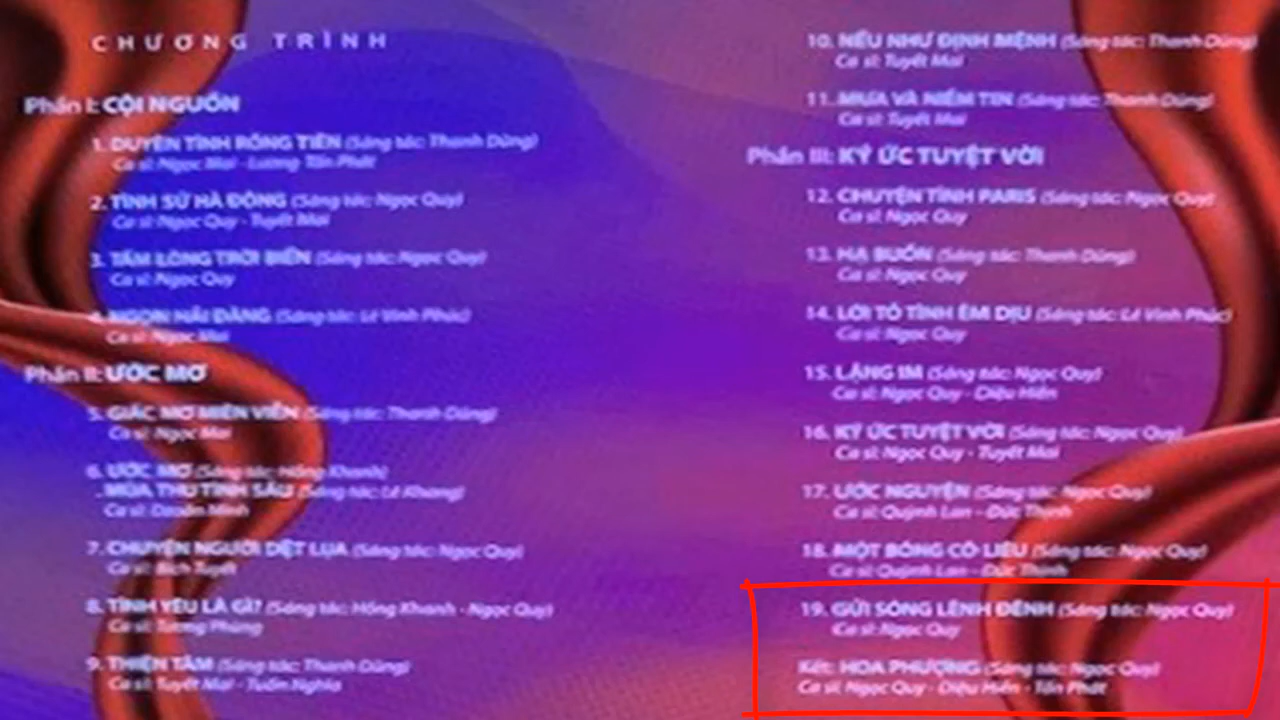 CHƯƠNG TRÌNH
Phần I: CỘI NGUỒN
1. DUYÊN TÌNH RỒNG TIÊN (Sáng tác: Thanh Dũng)
Ca sĩ: Ngọc Mai - Lương Tấn Phát
2. TÌNH SỬ HÀ ĐÔNG (Sáng tác: Ngọc Quy)
Ca sĩ: Ngọc Quy - Tuyết Mai
3. TẤM LÒNG TRỜI BIỂN (Sáng tác: Ngọc Quy)
Ca sĩ: Ngọc Quy
4. NGỌN HẢI ĐĂNG (Sáng tác: Lê Vinh Phúc)
Ca sĩ: Ngọc Mai
Phần II: ƯỚC MƠ
5. GIẤC MƠ MIÊN VIỄN (Sáng tác: Thanh Dũng)
Ca sĩ: Ngọc Mai
6. ƯỚC MƠ (Sáng tác: Hồng Khanh)
. MÙA THU TÌNH SẦU (Sáng tác: Lê Khang)
Ca sĩ: Dooãn Minh
7. CHUYỆN NGƯỜI DỆT LỤA (Sáng tác: Ngọc Quy)
Ca sĩ: Bích Tuyết
8. TÌNH YÊU LÀ GÌ? (Sáng tác: Hồng Khanh - Ngọc Quy)
Ca sĩ: Tường Phùng
9. THIỆN TÂM (Sáng tác: Thanh Dũng)
Ca sĩ: Tuyết Mai - Tuấn Nghĩa
10. NẾU NHƯ ĐỊNH MỆNH (Sáng tác: Thanh Dũng)
Ca sĩ: Tuyết Mai
11. MƯA VÀ NIỀM TIN (Sáng tác: Thanh Dũng)
Ca sĩ: Tuyết Mai
Phần III: KÝ ỨC TUYỆT VỜI
12. CHUYỆN TÌNH PARIS (Sáng tác: Ngọc Quy)
Ca sĩ: Ngọc Quy
13. HẠ BUỒN (Sáng tác: Thanh Dũng)
Ca sĩ: Ngọc Quy
14. LỜI TỎ TÌNH ÊM DỊU (Sáng tác: Lê Vinh Phúc)
Ca sĩ: Ngọc Quy
15. LẶNG IM (Sáng tác: Ngọc Quy)
Ca sĩ: Ngọc Quy - Diệu Hiền
16. KÝ ỨC TUYỆT VỜI (Sáng tác: Ngọc Quy)
Ca sĩ: Ngọc Quy - Tuyết Mai
17. ƯỚC NGUYỆN (Sáng tác: Ngọc Quy)
Ca sĩ: Quỳnh Lan - Đức Thịnh
18. MỘT BÔNG CỎ LIỄU (Sáng tác: Ngọc Quy)
Ca sĩ: Quỳnh Lan - Đức Thịnh
19. GỬI SÓNG LÊNH ĐÊNH (Sáng tác: Ngọc Quy)
Ca sĩ: Ngọc Quy
Kết: HOA PHƯỢNG (Sáng tác: Ngọc Quy)
Ca sĩ: Ngọc Quy - Diệu Hiền - Tấn Phát